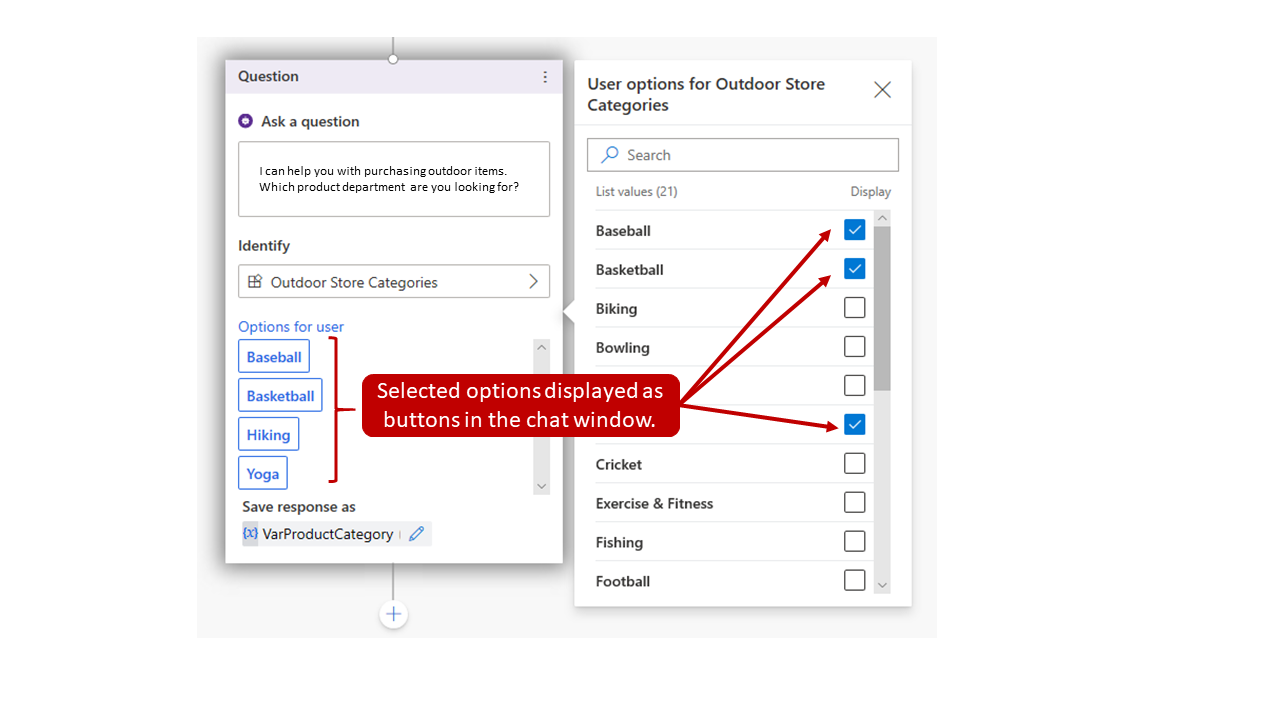 Question
Ask a question
I can help you with purchasing outdoor items.
Which product department are you looking for?
Identify
Outdoor Store Categories
Options for user
Baseball
Basketball
Hiking
Yoga
Save response as
{x} VarProductCategory
User options for Outdoor Store
Categories
Search
List values (21)
Display
Baseball
Basketball
Biking
Bowling
Cricket
Exercise & Fitness
Fishing
Football
Selected options displayed as
buttons in the chat window.